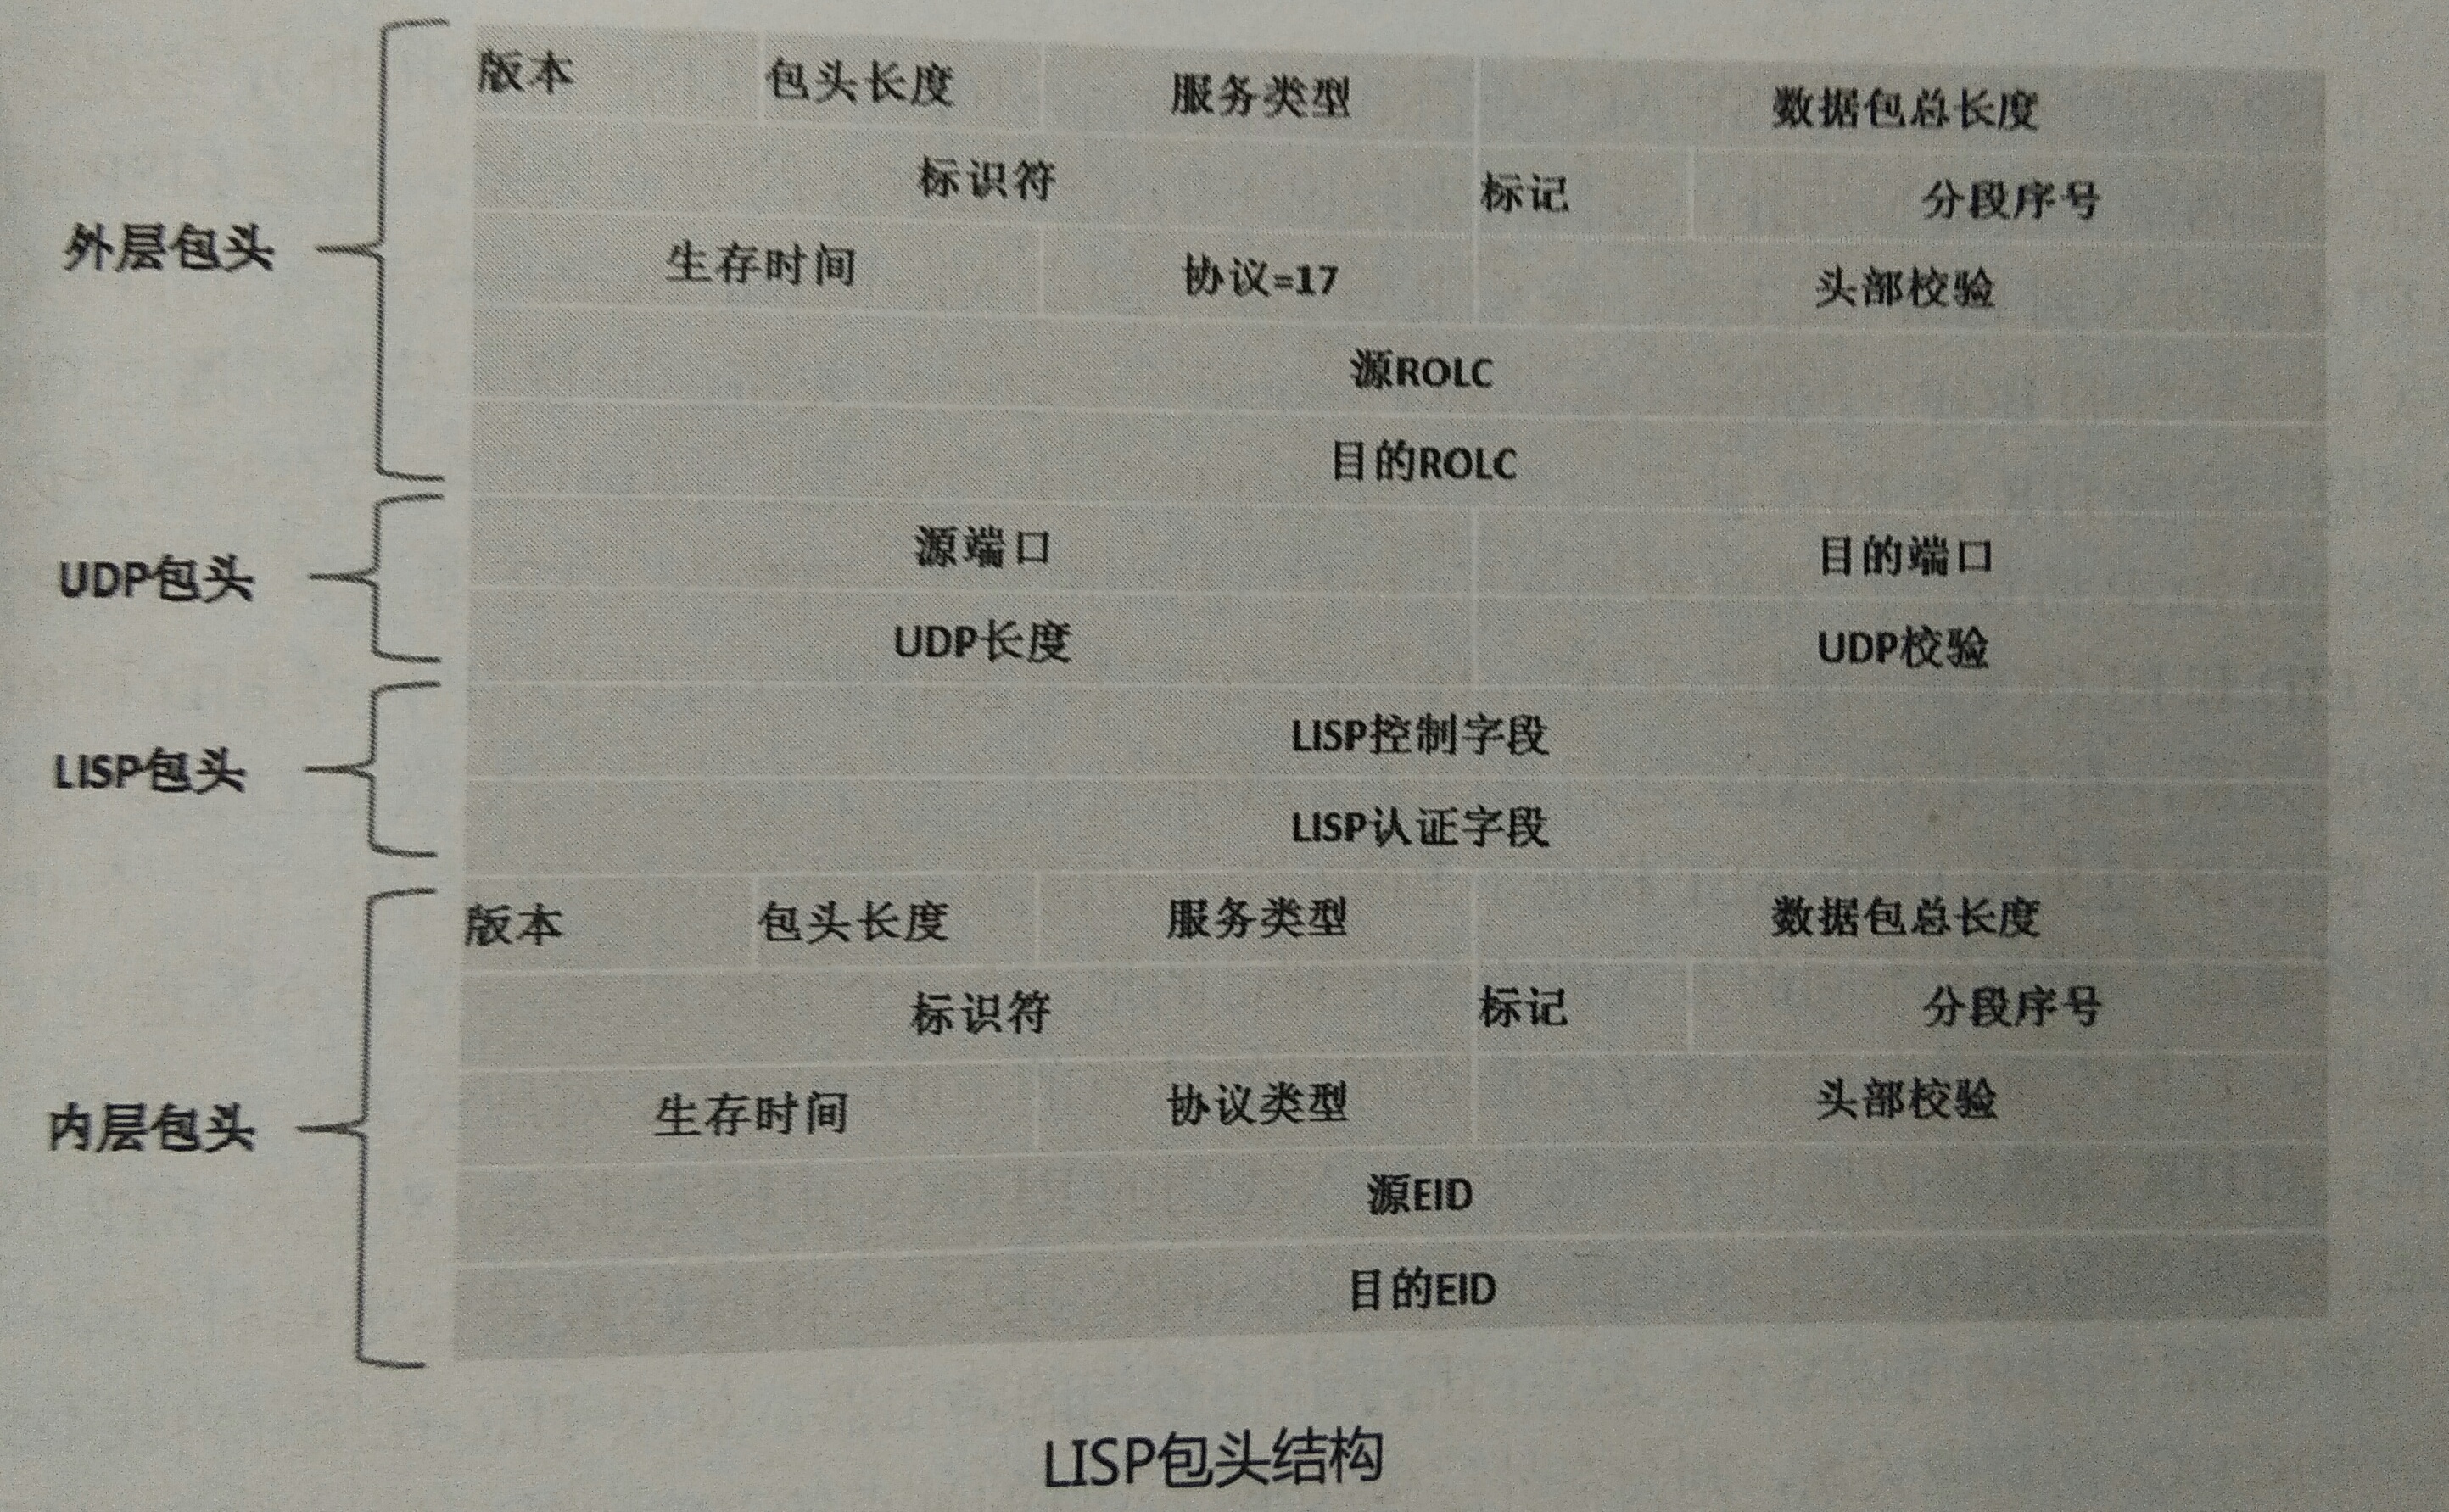 版本 包头长度 服务类型 数据包总长度
标识符 标记 分段序号
外层包头
生存时间 协议=17 头部校验
源ROLC
目的ROLC
源端口 目的端口
UDP包头
UDP长度 UDP校验
LISP控制字段
LISP包头
LISP认证字段
版本 包头长度 服务类型 数据包总长度
标识符 标记 分段序号
生存时间 协议类型 头部校验
内层包头
源EID
目的EID
LISP包头结构